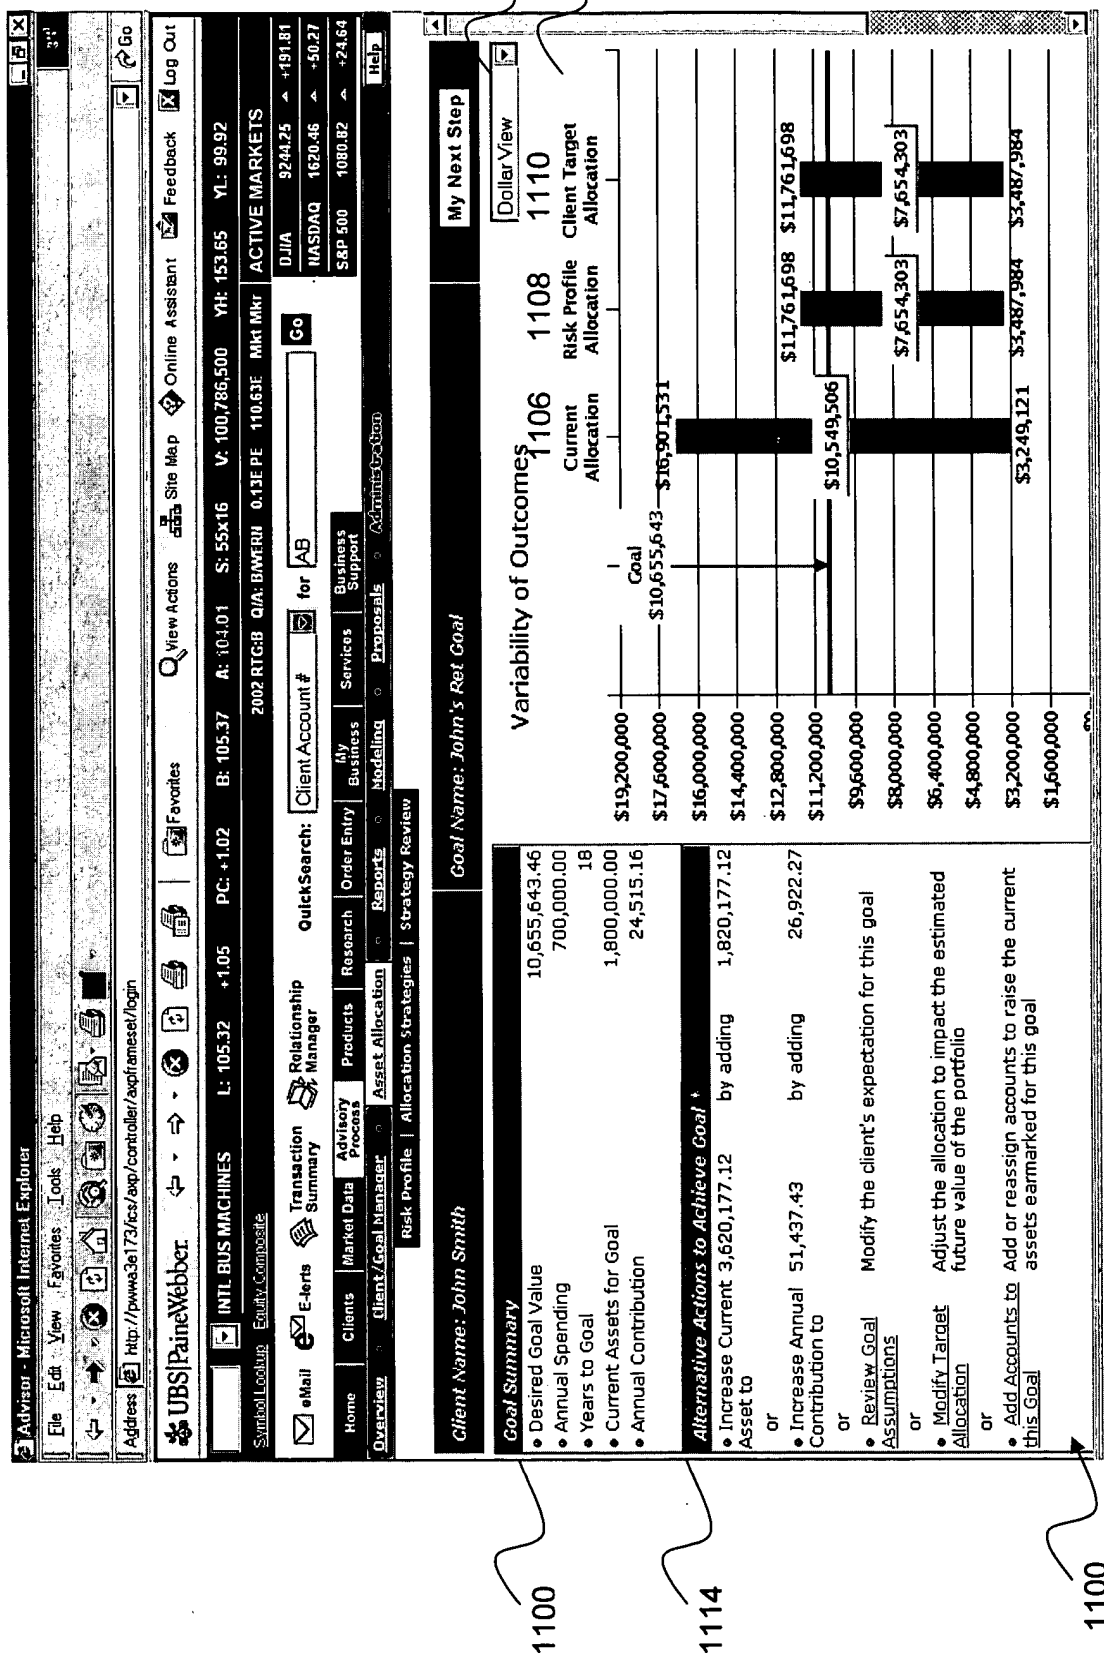 Advisor - Microsoft Internet Explorer
File Edit View Favorites Tools Help
Address http://pwwa3e173/ics/axp/controller/axpframeset/login Go
UBS|PaineWebber. Favorites View Actions Site Map Online Assistant Feedback Log Out
INTL BUS MACHINES L: 105.32 +1.05 PC: +1.02 B: 105.37 A: 104.01 S: 55x16 V: 100,786,500 YH: 153.65 YL: 99.92
Symbol Lookup Equity Composite 2002 RTG:B Q/A: B/WERN 0.13E PE 110.63E Mkt Mkr ACTIVE MARKETS
eMail E-lerts Transaction Summary Relationship Manager QuickSearch: Client Account # for AB Go
DJIA 9244.25 +191.81
NASDAQ 1620.46 +50.27
S&P 500 1080.82 +24.64
Home Clients Market Data Advisory Process Products Research Order Entry My Business Services Business Support
Overview Client/Goal Manager Asset Allocation Reports Modeling Proposals Administration Help
Risk Profile | Allocation Strategies | Strategy Review
Client Name: John Smith Goal Name: John's Ret Goal My Next Step
Goal Summary
• Desired Goal Value 10,655,643.46
• Annual Spending 700,000.00
• Years to Goal 18
• Current Assets for Goal 1,800,000.00
• Annual Contribution 24,515.16
Alternative Actions to Achieve Goal *
• Increase Current 3,620,177.12 by adding 1,820,177.12
Asset to
or
• Increase Annual 51,437.43 by adding 26,922.27
Contribution to
or
• Review Goal Modify the client's expectation for this goal
Assumptions
or
• Modify Target Adjust the allocation to impact the estimated
Allocation future value of the portfolio
or
• Add Accounts to Add or reassign accounts to raise the current
this Goal assets earmarked for this goal
Dollar View
Variability of Outcomes
1106 1108 1110
Current Risk Profile Client Target
Allocation Allocation Allocation
Goal
$10,655,643
$19,200,000
$17,600,000
$16,000,000
$14,400,000
$12,800,000
$11,200,000
$9,600,000
$8,000,000
$6,400,000
$4,800,000
$3,200,000
$1,600,000
$16,901,531
$10,549,506
$3,249,121
$11,761,698
$7,654,303
$3,487,984
$11,761,698
$7,654,303
$3,487,984
1100
1114
1100